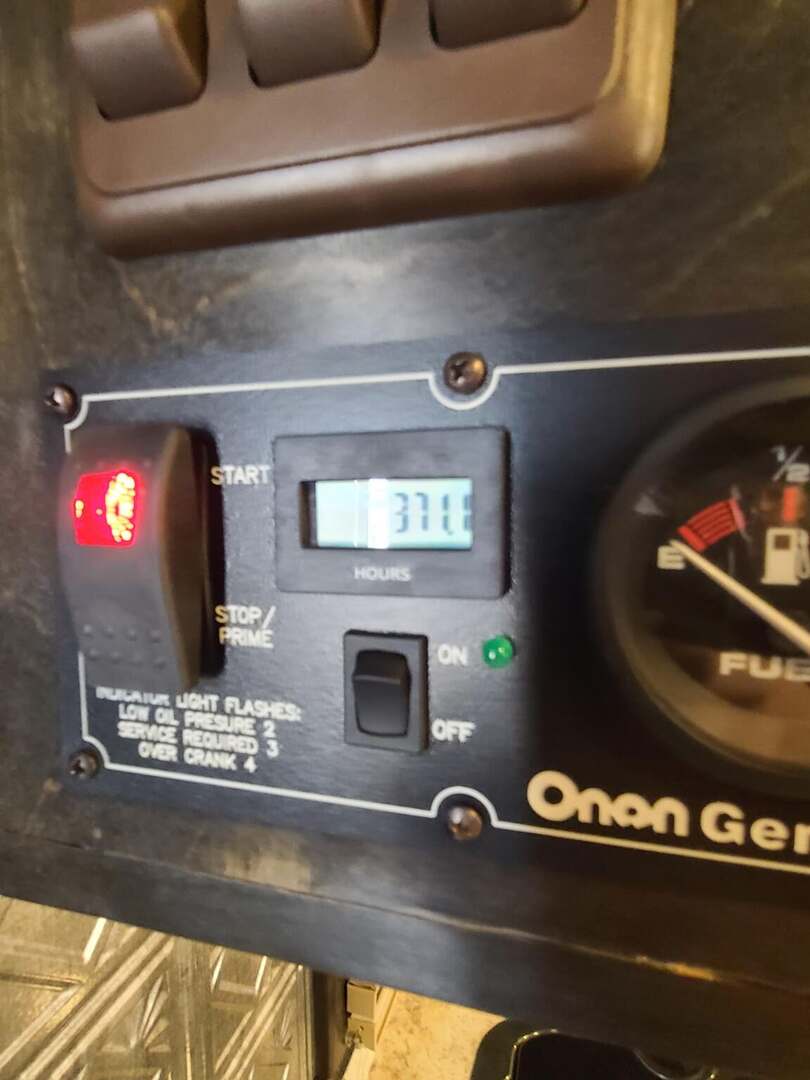 START
371.
HOURS
STOP/
PRIME
ON
OFF
INDICATOR LIGHT FLASHES:
LOW OIL PRESURE 2
SERVICE REQUIRED 3
OVER CRANK 4
1/2
E
FUE
Onan Gen